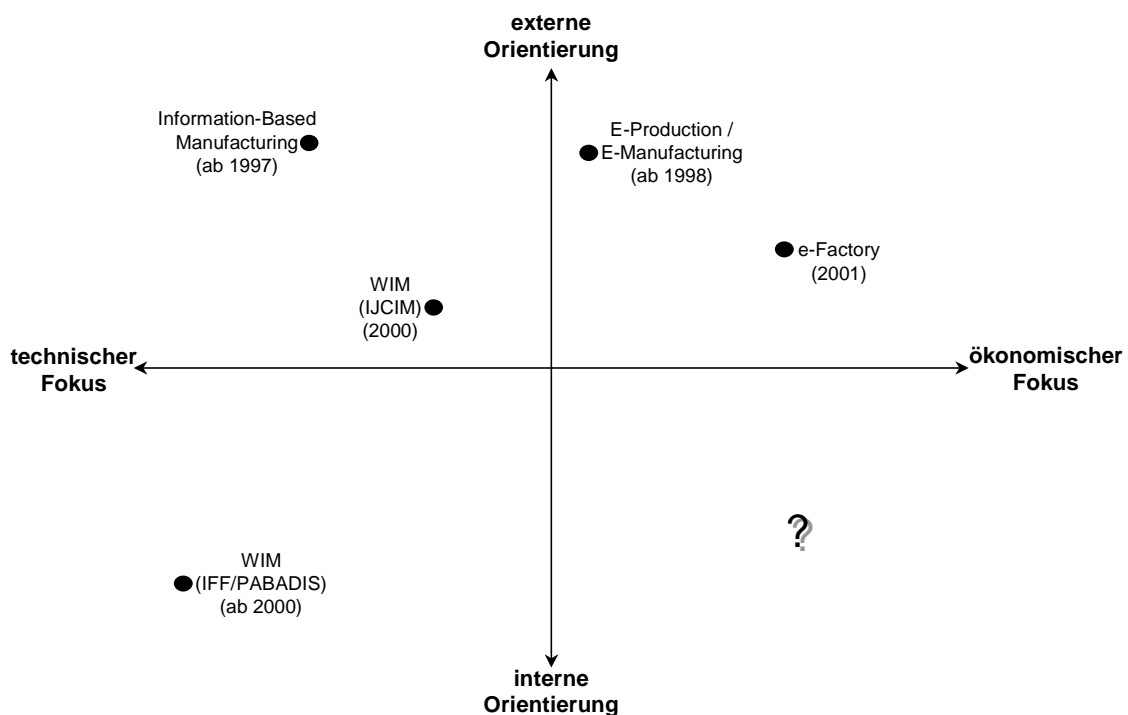 externe
Orientierung
Information-Based
Manufacturing
(ab 1997)
E-Production /
E-Manufacturing
(ab 1998)
e-Factory
(2001)
WIM
(IJCIM)
(2000)
technischer
Fokus
ökonomischer
Fokus
?
WIM
(IFF/PABADIS)
(ab 2000)
interne
Orientierung